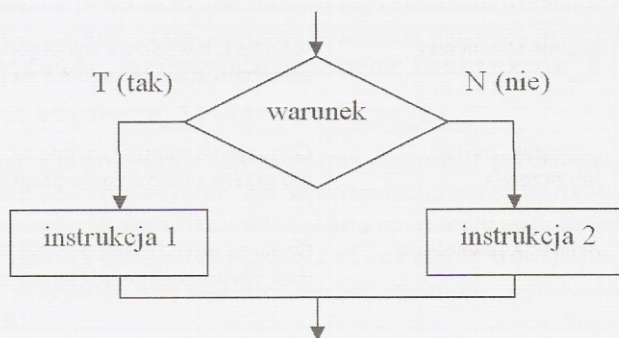 T (tak)
N (nie)
warunek
instrukcja 1
instrukcja 2